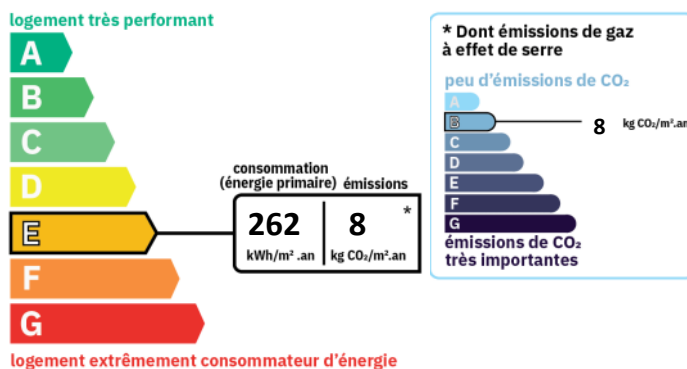 logement très performant
A
B
C
D
E
F
G
consommation
(énergie primaire) émissions
262 8 *
kWh/m² .an kg CO₂/m².an
logement extrêmement consommateur d'énergie
* Dont émissions de gaz
à effet de serre
peu d'émissions de CO₂
A
B 8 kg CO₂/m².an
C
D
E
F
G
émissions de CO₂
très importantes